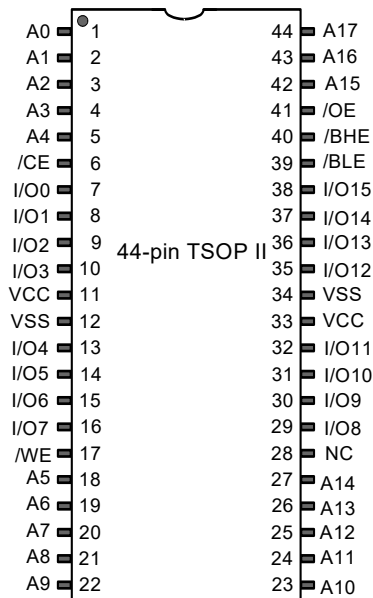 A0 1 44 A17
A1 2 43 A16
A2 3 42 A15
A3 4 41 /OE
A4 5 40 /BHE
/CE 6 39 /BLE
I/O0 7 38 I/O15
I/O1 8 37 I/O14
I/O2 9 36 I/O13
44-pin TSOP II
I/O3 10 35 I/O12
VCC 11 34 VSS
VSS 12 33 VCC
I/O4 13 32 I/O11
I/O5 14 31 I/O10
I/O6 15 30 I/O9
I/O7 16 29 I/O8
/WE 17 28 NC
A5 18 27 A14
A6 19 26 A13
A7 20 25 A12
A8 21 24 A11
A9 22 23 A10